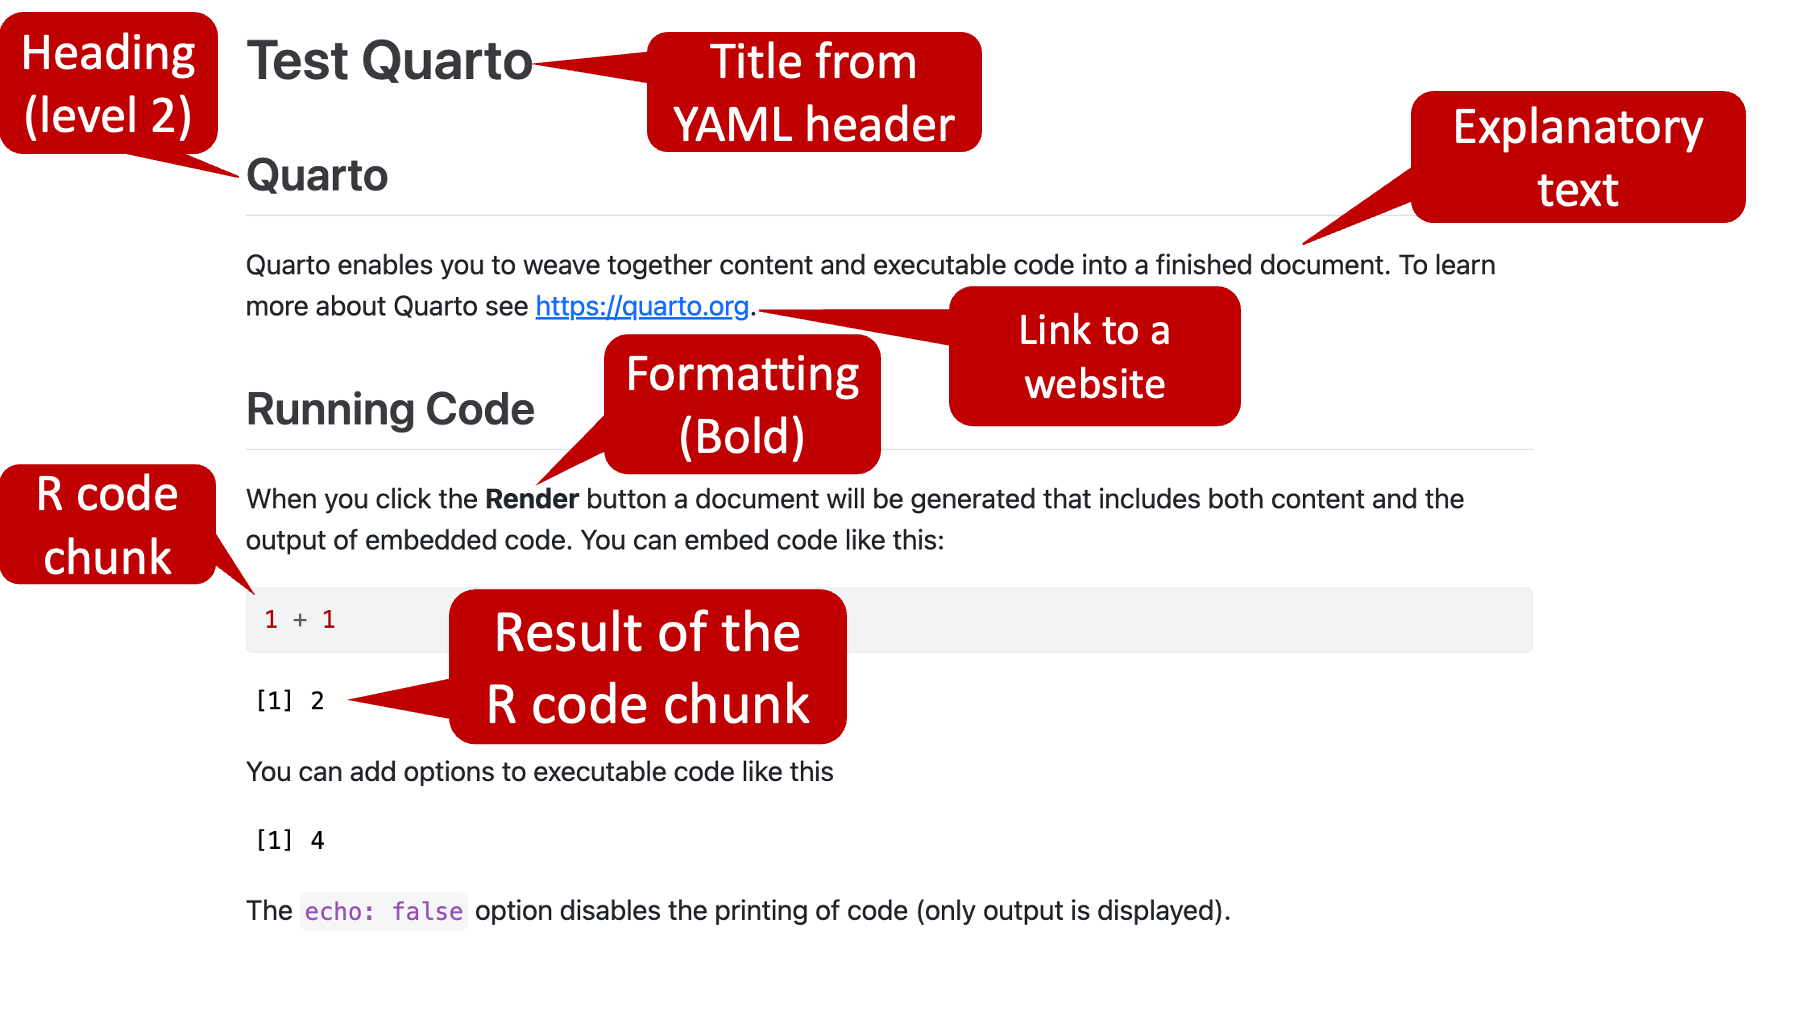 Heading
(level 2)
Test Quarto
Title from
YAML header
Explanatory
text
Quarto
Quarto enables you to weave together content and executable code into a finished document. To learn
more about Quarto see https://quarto.org.
Link to a
website
Formatting
(Bold)
Running Code
R code
chunk
When you click the Render button a document will be generated that includes both content and the
output of embedded code. You can embed code like this:
1 + 1
Result of the
R code chunk
[1] 2
You can add options to executable code like this
[1] 4
The echo: false option disables the printing of code (only output is displayed).